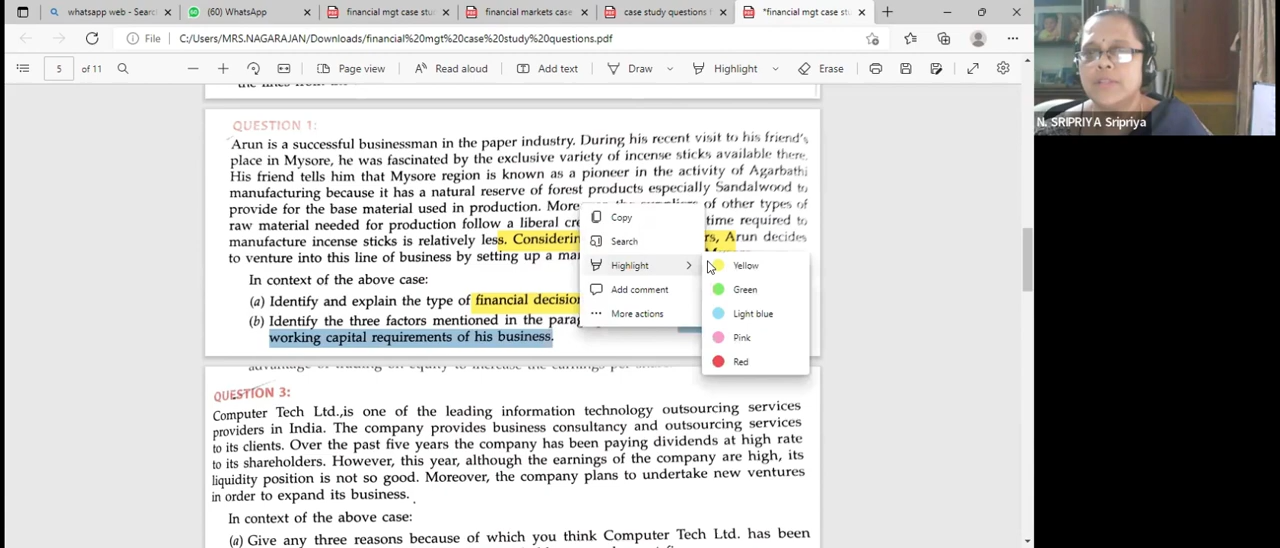 whatsapp web - Searc
(60) WhatsApp
financial mgt case stu
financial markets case
case study questions f
*financial mgt case stu
File
C:/Users/MRS.NAGARAJAN/Downloads/financial%20mgt%20case%20study%20questions.pdf
5 of 11
Page view
Read aloud
Add text
Draw
Highlight
Erase
N. SRIPRIYA Sripriya
QUESTION 1:
Arun is a successful businessman in the paper industry. During his recent visit to his friend's
place in Mysore, he was fascinated by the exclusive variety of incense sticks available there.
His friend tells him that Mysore region is known as a pioneer in the activity of Agarbathi
manufacturing because it has a natural reserve of forest products especially Sandalwood to
provide for the base material used in production. More of other types of
raw material needed for production follow a liberal cre time required to
manufacture incense sticks is relatively less. Considerin rs, Arun decides
to venture into this line of business by setting up a ma
In context of the above case:
(a) Identify and explain the type of financial decision
(b) Identify the three factors mentioned in the parag
working capital requirements of his business.
Copy
Search
Highlight
Add comment
More actions
Yellow
Green
Light blue
Pink
Red
QUESTION 3:
Computer Tech Ltd.,is one of the leading information technology outsourcing services
providers in India. The company provides business consultancy and outsourcing services
to its clients. Over the past five years the company has been paying dividends at high rate
to its shareholders. However, this year, although the earnings of the company are high, its
liquidity position is not so good. Moreover, the company plans to undertake new ventures
in order to expand its business.
In context of the above case:
(a) Give any three reasons because of which you think Computer Tech Ltd. has been